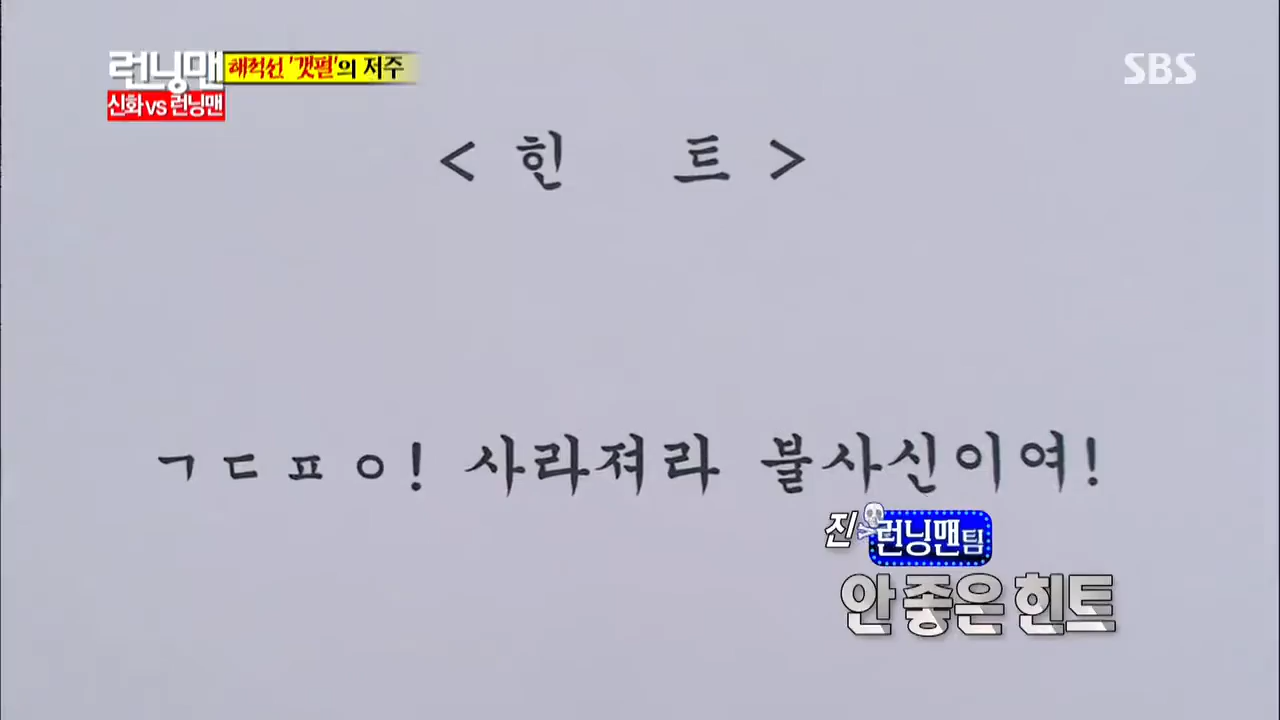 런닝맨 해적선 '갯펄'의 저주
신화 vs 런닝맨
SBS
< 힌 트 >
ㄱㄷㅍㅇ! 사라져라 불사신이여!
진 런닝맨팀
안 좋은 힌트